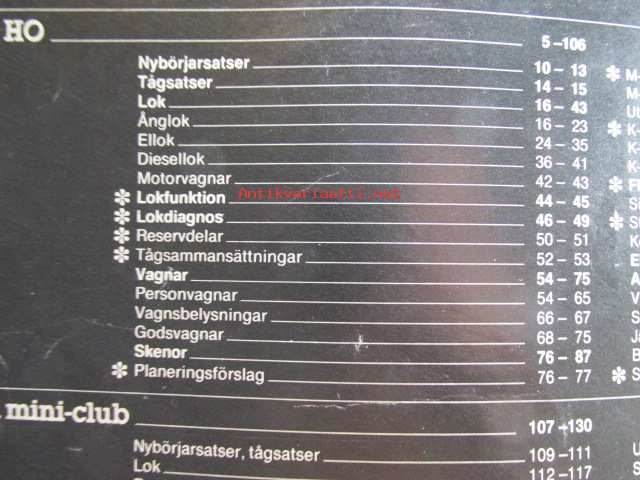 HO 5-106
Nybörjarsatser 10-13
Tågsatser 14-15
Lok 16-43
Ånglok 16-23
Ellok 24-35
Diesellok 36-41
Motorvagnar 42-43
✽ Lokfunktion 44-45
✽ Lokdiagnos 46-49
✽ Reservdelar 50-51
✽ Tågsammansättningar 52-53
Vagnar 54-75
Personvagnar 54-65
Vagnsbelysningar 66-67
Godsvagnar 68-75
Skenor 76-87
✽ Planeringsförslag 76-77
mini-club 107-130
Nybörjarsatser, tågsatser 109-111
Lok 112-117
Antikvariaatti.net